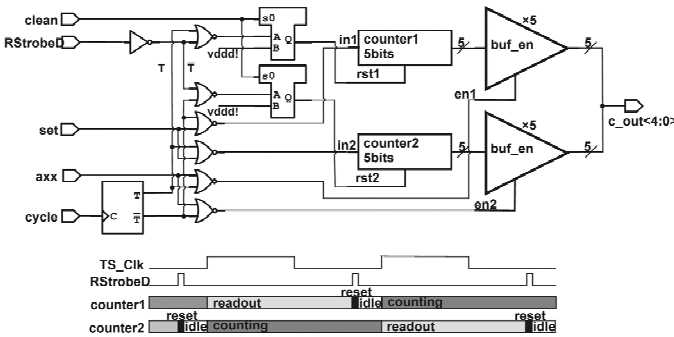 clean
s0
RStrobeD
A
B
Q
vddd!
T
T
s0
A
B
Q
vddd!
in1
counter1
5bits
rst1
5
buf_en
×5
5
en1
set
in2
counter2
5bits
rst2
5
buf_en
×5
5
en2
c_out<4:0>
axx
cycle
C
T
T
TS_Clk
RStrobeD
reset
counter1
readout
idle
counting
reset
reset
counter2
idle
counting
readout
idle